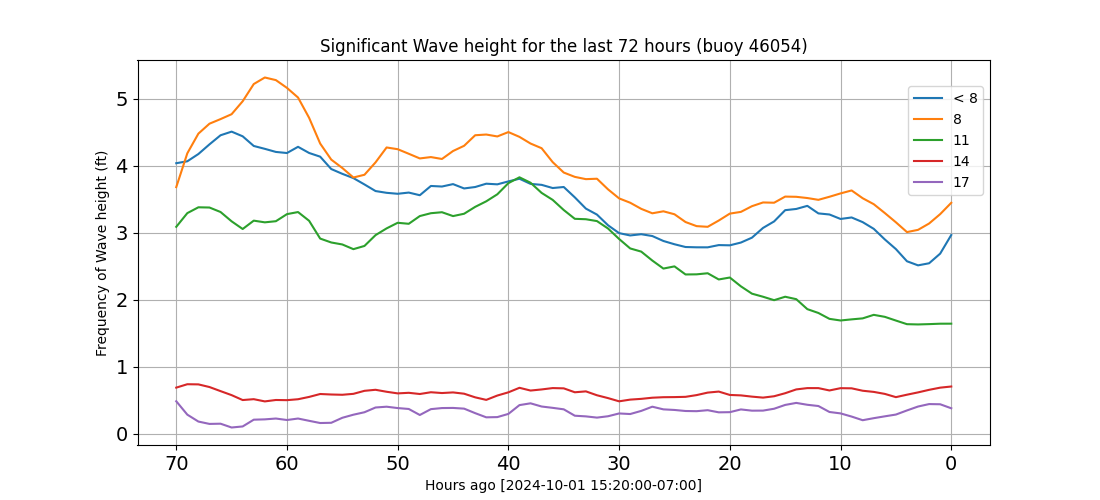 Significant Wave height for the last 72 hours (buoy 46054)
Frequency of Wave height (ft)
5
4
3
2
1
0
< 8
8
11
14
17
70 60 50 40 30 20 10 0
Hours ago [2024-10-01 15:20:00-07:00]